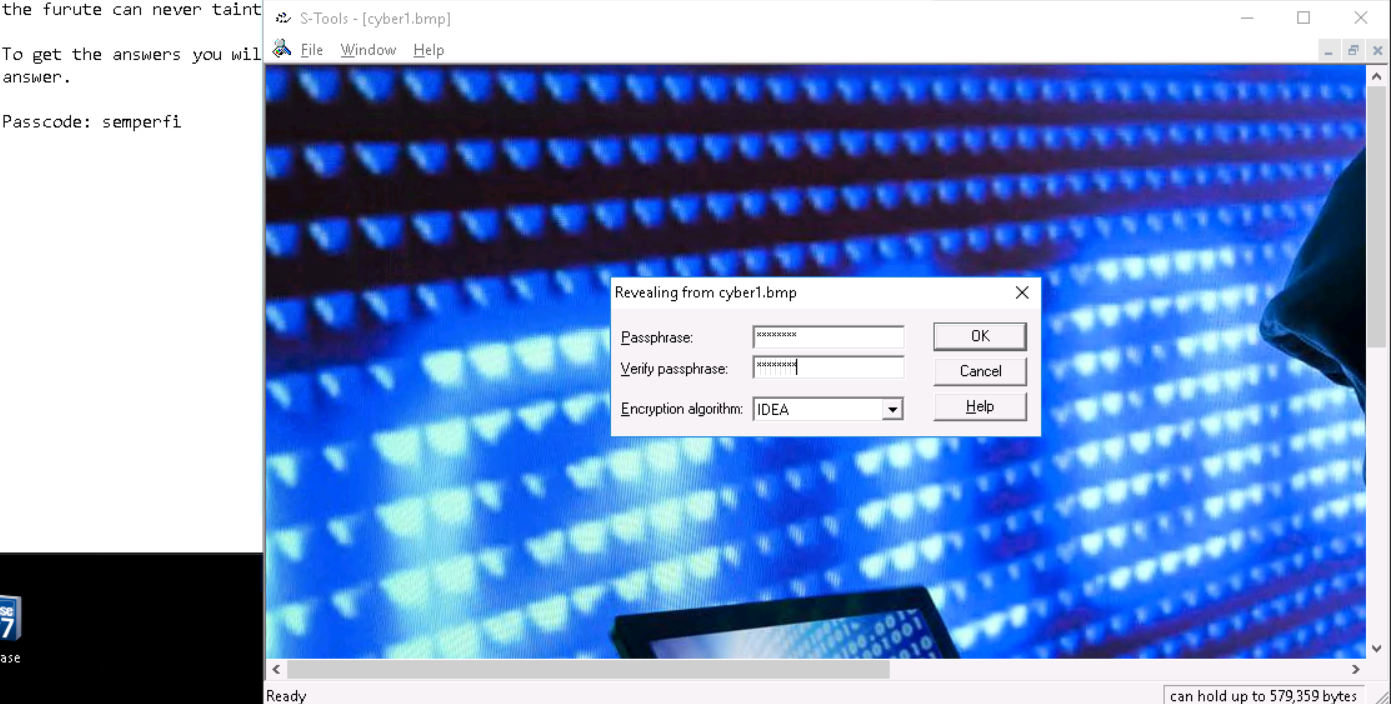 the furute can never taint
To get the answers you wil
answer.
Passcode: semperfi
S-Tools - [cyber1.bmp]
File Window Help
Revealing from cyber1.bmp
Passphrase: ********
OK
Verify passphrase: ********
Cancel
Encryption algorithm: IDEA
Help
se
7
ase
Ready
can hold up to 579,359 bytes